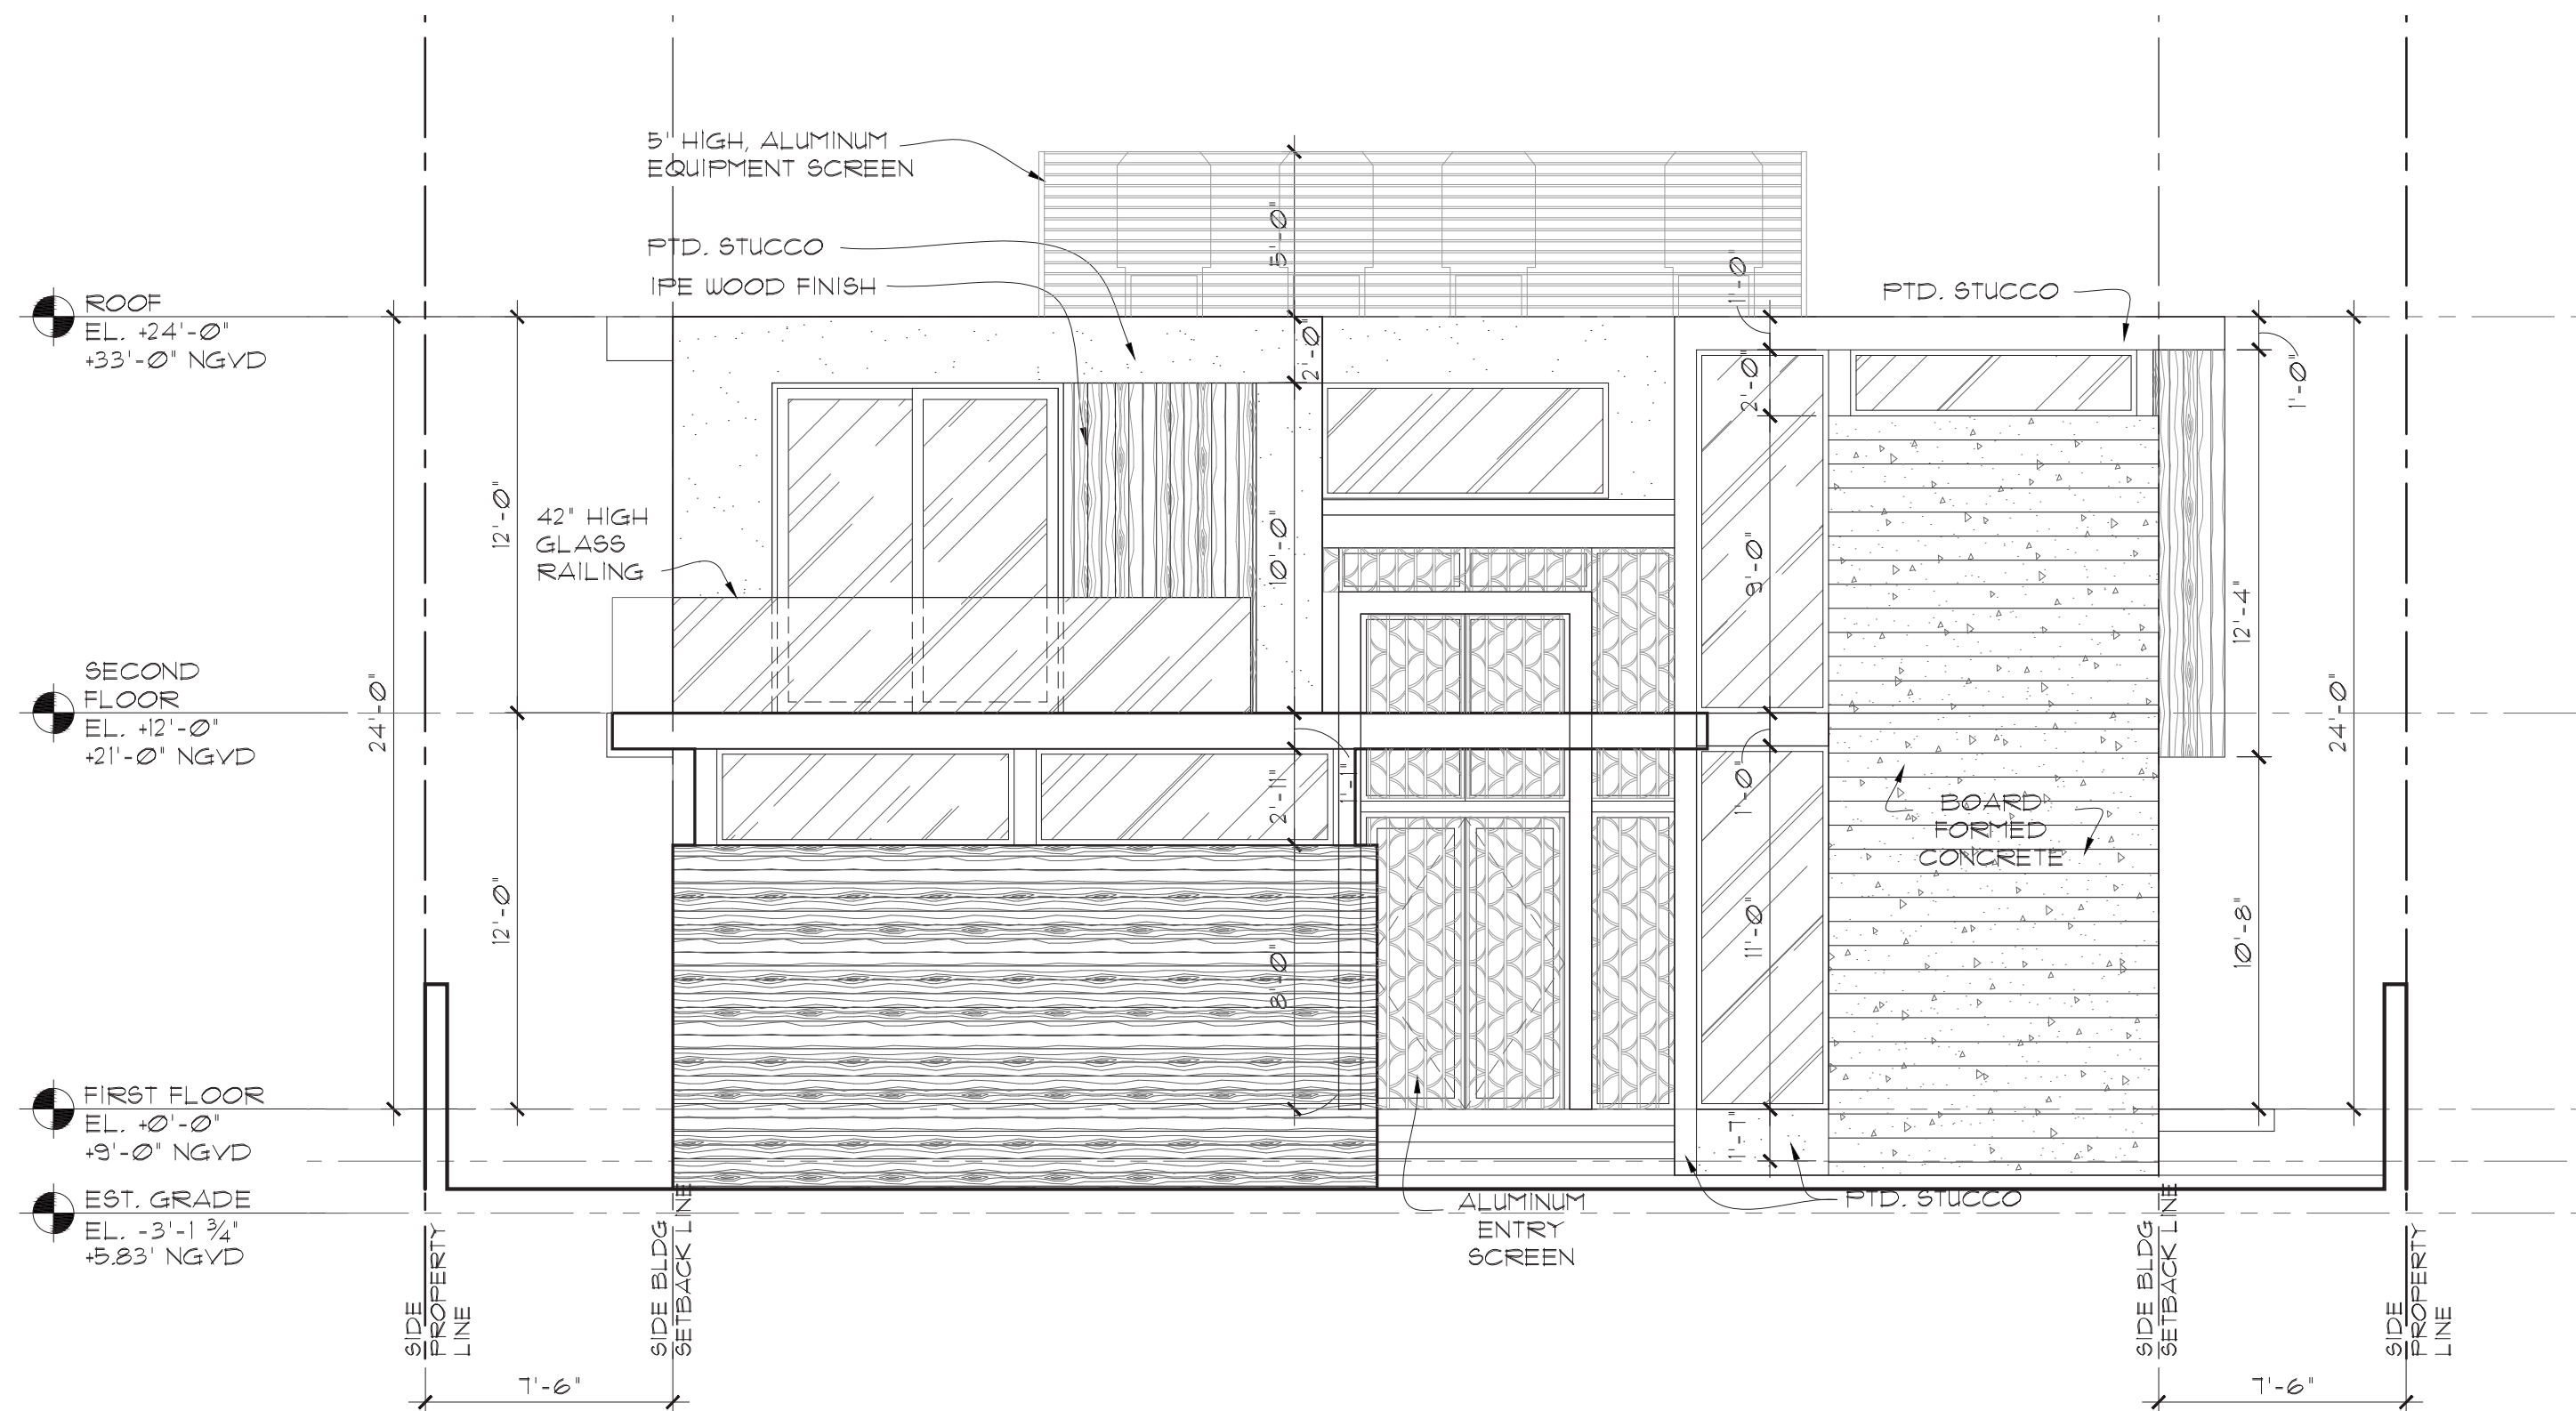 5' HIGH, ALUMINUM
EQUIPMENT SCREEN
PTD. STUCCO
IPE WOOD FINISH
PTD. STUCCO
ROOF
EL. +24'-0"
+33'-0" NGVD
42" HIGH
GLASS
RAILING
SECOND
FLOOR
EL. +12'-0"
+21'-0" NGVD
FIRST FLOOR
EL. +0'-0"
+9'-0" NGVD
EST. GRADE
EL. -3'-1 3/4"
+5.83' NGVD
24'-0"
12'-0"
12'-0"
5'-0"
2'-0"
10'-0"
2'-11"
1'-1"
8'-0"
1'-0"
2'-0"
9'-0"
1'-0"
11'-0"
1'-7"
1'-0"
12'-4"
10'-8"
24'-0"
BOARD
FORMED
CONCRETE
ALUMINUM
ENTRY
SCREEN
PTD. STUCCO
SIDE
PROPERTY
LINE
SIDE BLDG
SETBACK LINE
SIDE BLDG
SETBACK LINE
SIDE
PROPERTY
LINE
7'-6"
7'-6"